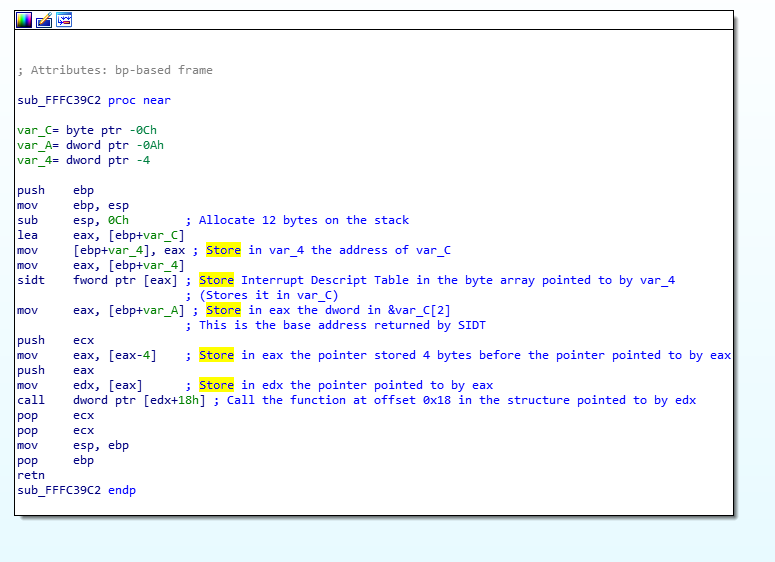 ; Attributes: bp-based frame
sub_FFFC39C2 proc near
var_C= byte ptr -0Ch
var_A= dword ptr -0Ah
var_4= dword ptr -4
push ebp
mov ebp, esp
sub esp, 0Ch ; Allocate 12 bytes on the stack
lea eax, [ebp+var_C]
mov [ebp+var_4], eax ; Store in var_4 the address of var_C
mov eax, [ebp+var_4]
sidt fword ptr [eax] ; Store Interrupt Descript Table in the byte array pointed to by var_4
; (Stores it in var_C)
mov eax, [ebp+var_A] ; Store in eax the dword in &var_C[2]
; This is the base address returned by SIDT
push ecx
mov eax, [eax-4] ; Store in eax the pointer stored 4 bytes before the pointer pointed to by eax
push eax
mov edx, [eax] ; Store in edx the pointer pointed to by eax
call dword ptr [edx+18h] ; Call the function at offset 0x18 in the structure pointed to by edx
pop ecx
pop ecx
mov esp, ebp
pop ebp
retn
sub_FFFC39C2 endp